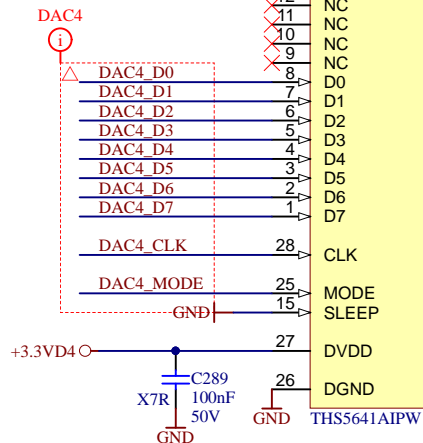 12 NC
DAC4
11 NC
i
10 NC
9 NC
DAC4_D0 8 D0
DAC4_D1 7 D1
DAC4_D2 6 D2
DAC4_D3 5 D3
DAC4_D4 4 D4
DAC4_D5 3 D5
DAC4_D6 2 D6
DAC4_D7 1 D7
DAC4_CLK 28 CLK
DAC4_MODE 25 MODE
GND 15 SLEEP
+3.3VD4 27 DVDD
C289 26 DGND
X7R 100nF
50V GND THS5641AIPW
GND